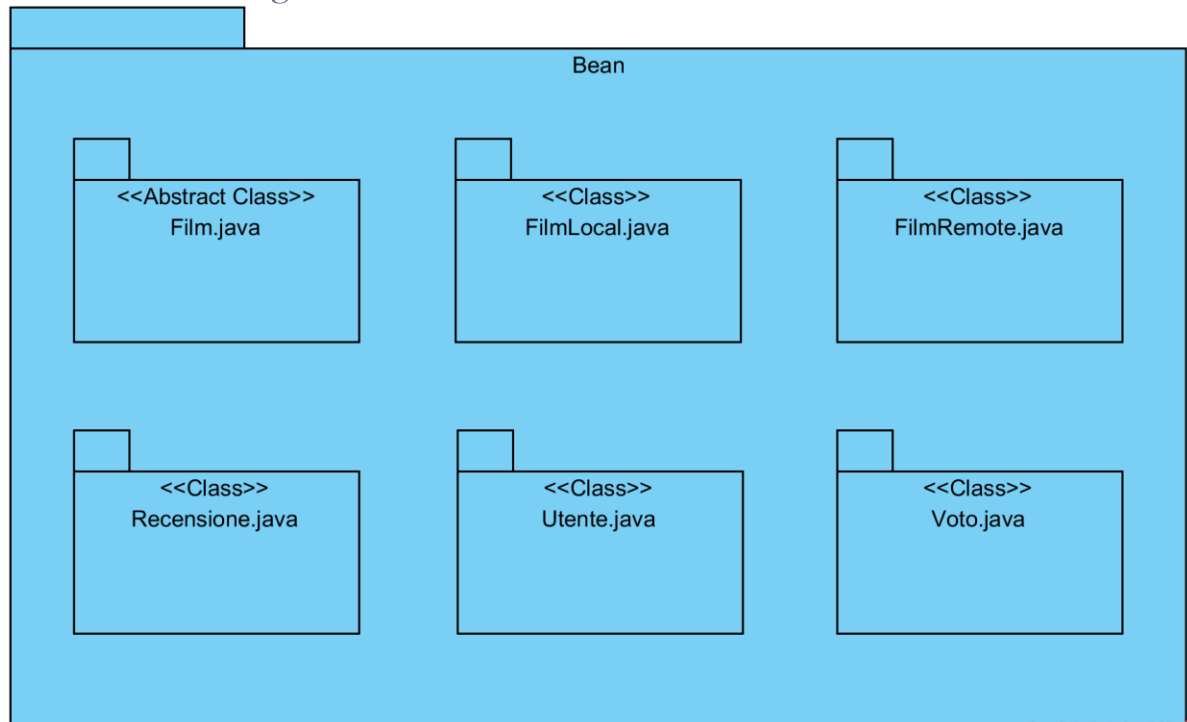 Bean
<<Abstract Class>>
Film.java
<<Class>>
FilmLocal.java
<<Class>>
FilmRemote.java
<<Class>>
Recensione.java
<<Class>>
Utente.java
<<Class>>
Voto.java